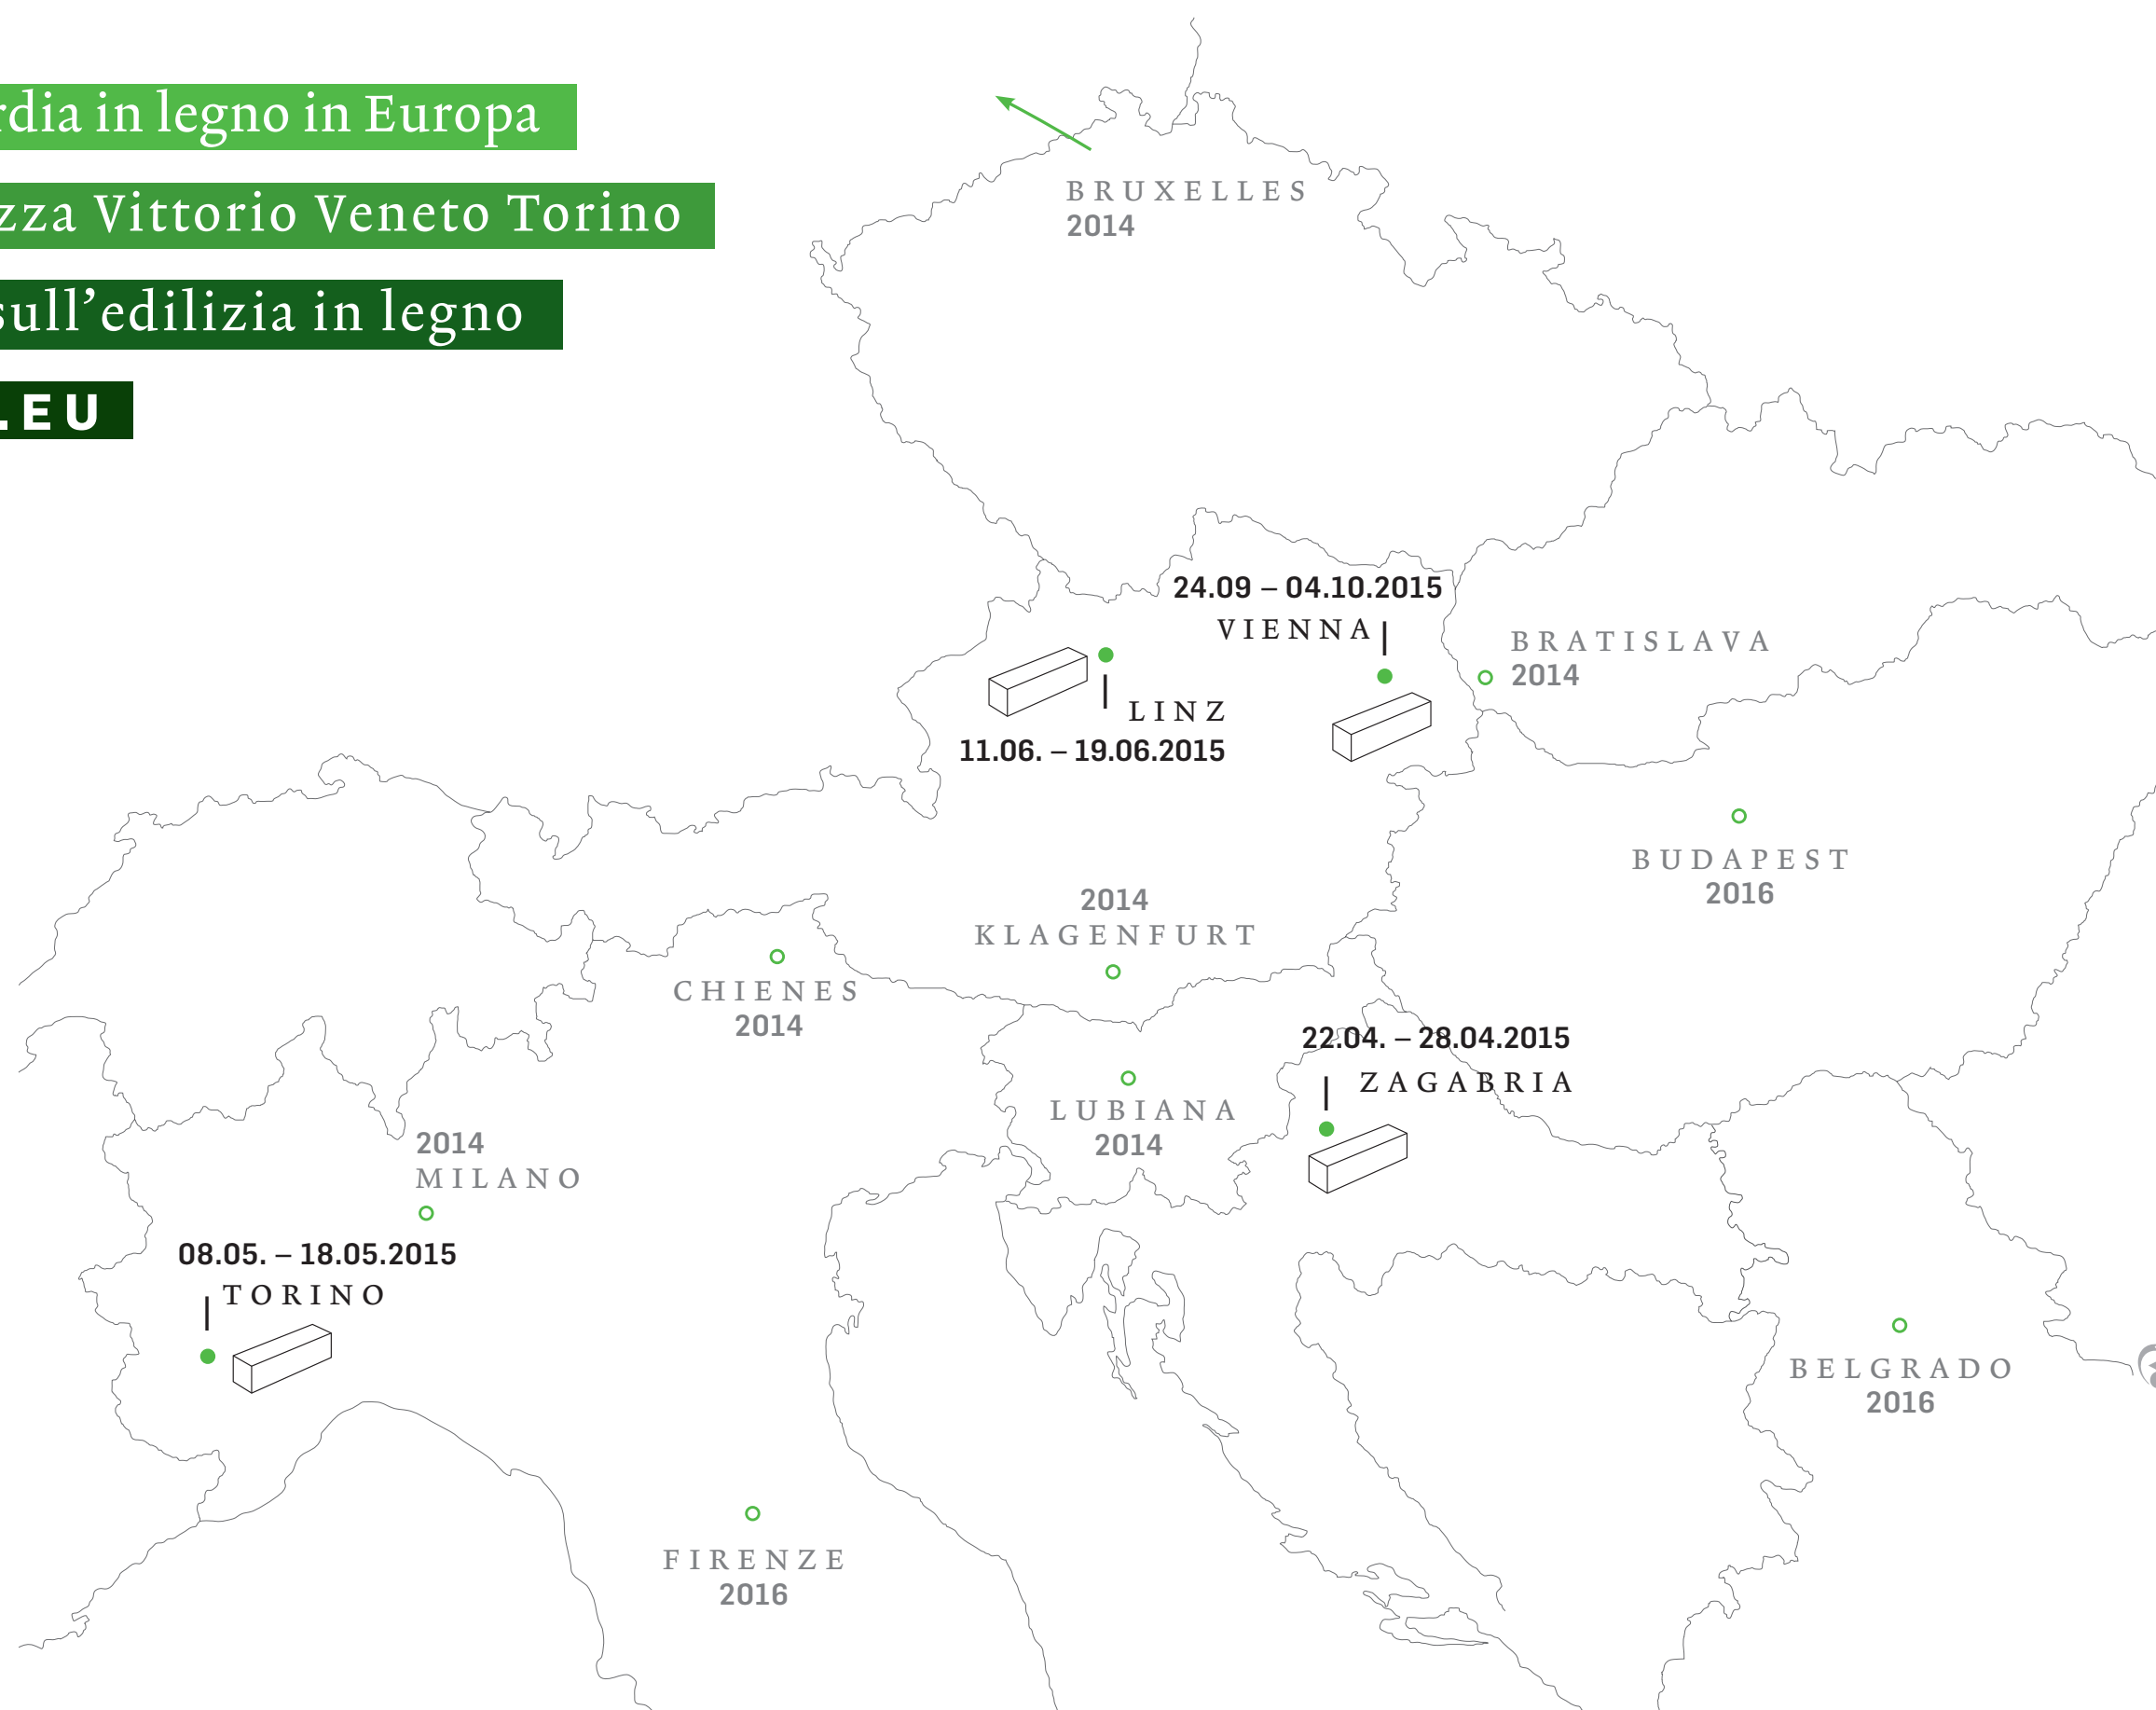 in legno in Europa
Vittorio Veneto Torino
sull’edilizia in legno
.EU
BRUXELLES
2014
24.09 – 04.10.2015
VIENNA
BRATISLAVA
2014
LINZ
11.06. – 19.06.2015
BUDAPEST
2016
2014
KLAGENFURT
CHIENES
2014
22.04. – 28.04.2015
ZAGABRIA
LUBIANA
2014
2014
MILANO
08.05. – 18.05.2015
TORINO
BELGRADO
2016
FIRENZE
2016